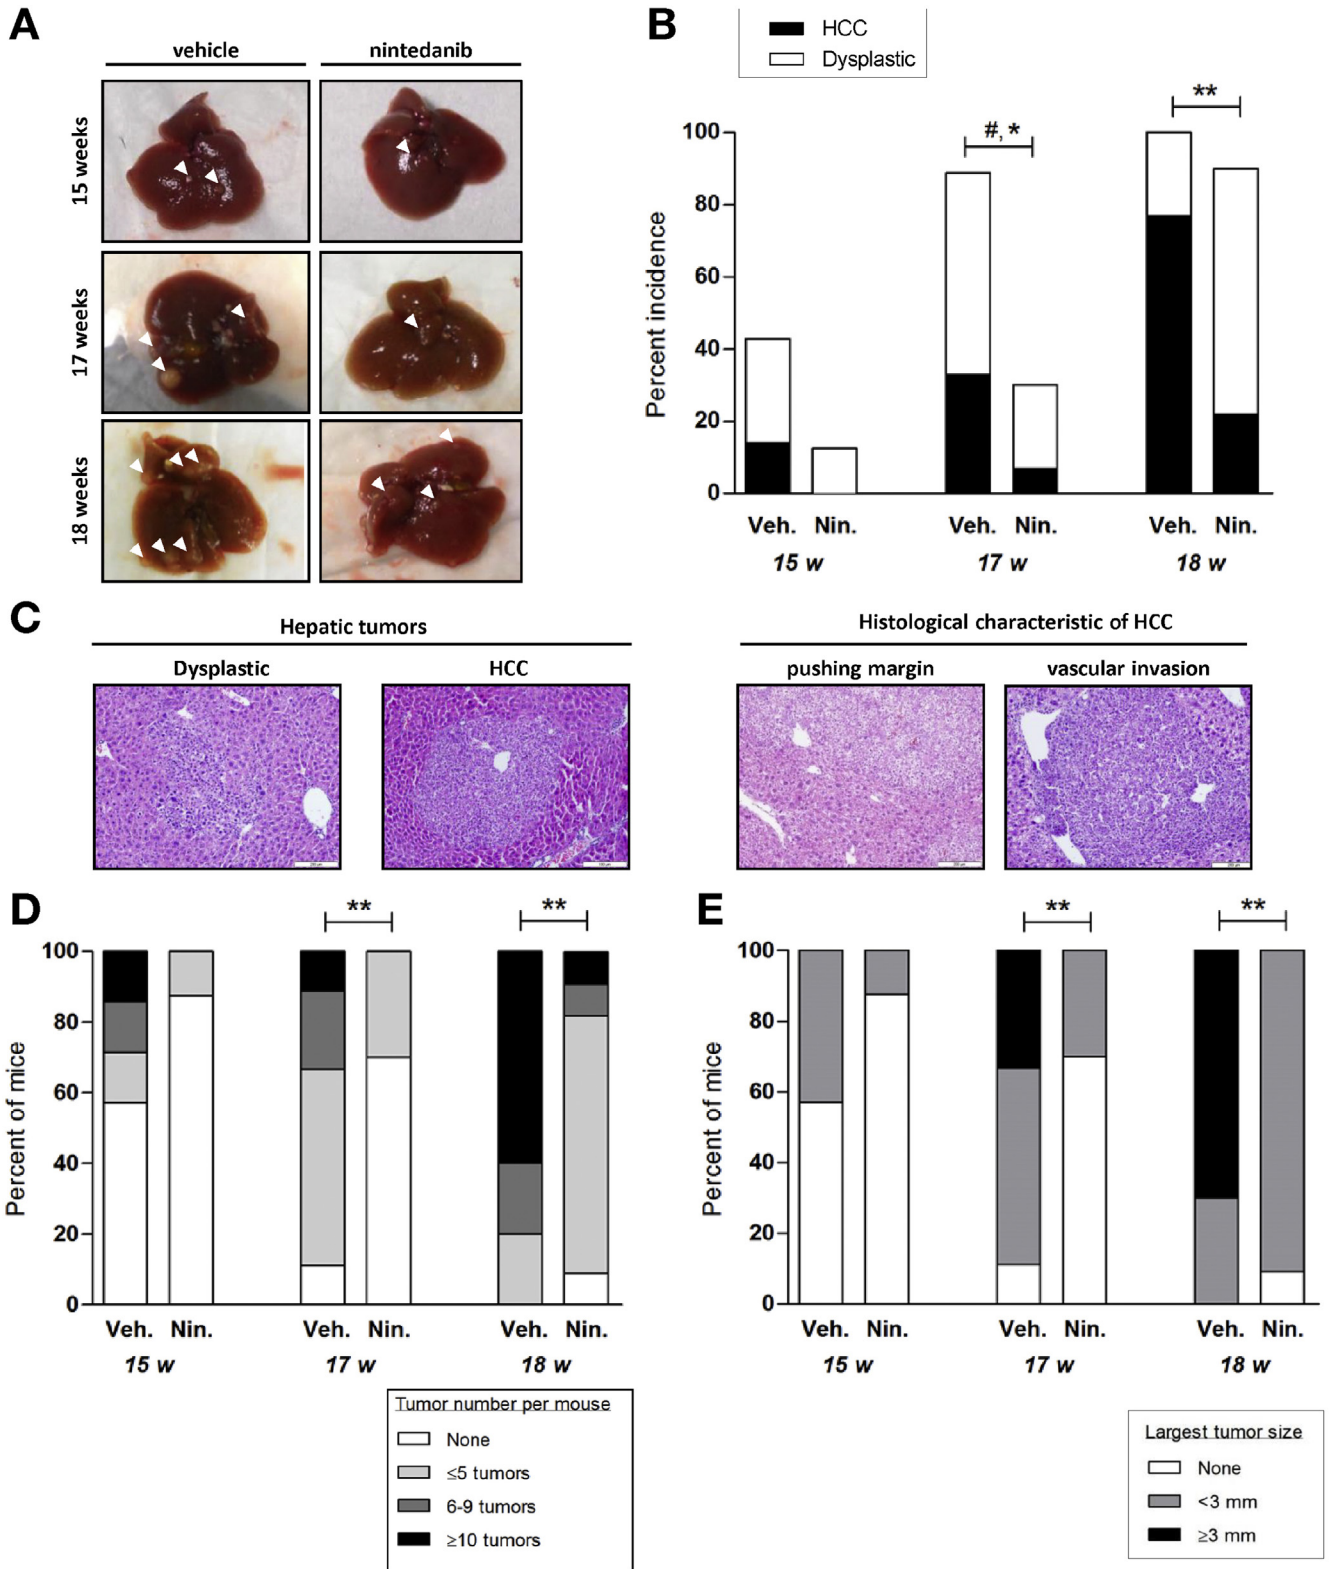 A
vehicle
nintedanib
15 weeks
17 weeks
18 weeks
B
HCC
Dysplastic
Percent incidence
100
80
60
40
20
0
#, *
**
Veh. Nin. Veh. Nin. Veh. Nin.
15 w 17 w 18 w
C
Hepatic tumors
Dysplastic
HCC
Histological characteristic of HCC
pushing margin
vascular invasion
D
Percent of mice
100
80
60
40
20
0
**
**
Veh. Nin. Veh. Nin. Veh. Nin.
15 w 17 w 18 w
Tumor number per mouse
None
≤5 tumors
6-9 tumors
≥10 tumors
E
Percent of mice
100
80
60
40
20
0
**
**
Veh. Nin. Veh. Nin. Veh. Nin.
15 w 17 w 18 w
Largest tumor size
None
<3 mm
≥3 mm